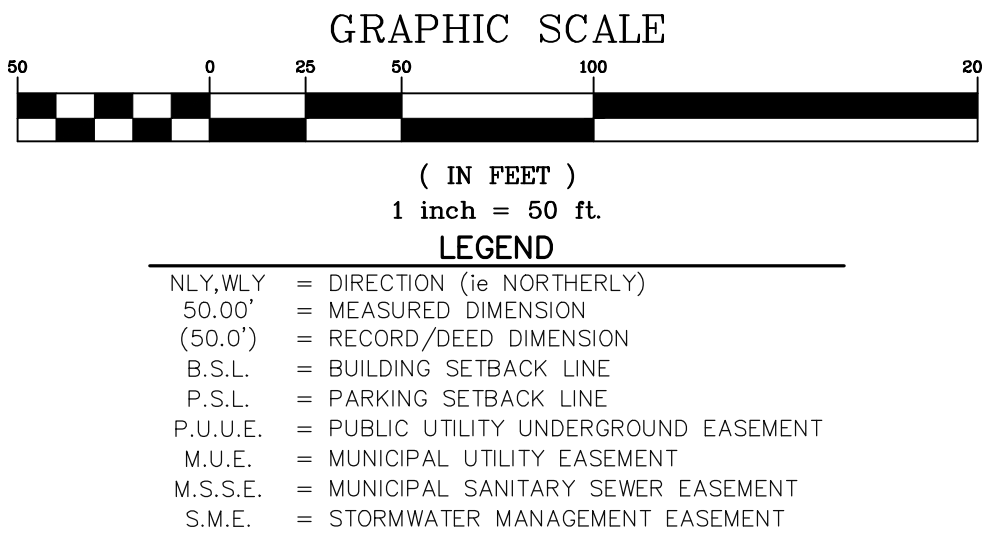 GRAPHIC SCALE
50 0 25 50 100 20
( IN FEET )
1 inch = 50 ft.
LEGEND
NLY,WLY = DIRECTION (ie NORTHERLY)
50.00' = MEASURED DIMENSION
(50.0') = RECORD/DEED DIMENSION
B.S.L. = BUILDING SETBACK LINE
P.S.L. = PARKING SETBACK LINE
P.U.U.E. = PUBLIC UTILITY UNDERGROUND EASEMENT
M.U.E. = MUNICIPAL UTILITY EASEMENT
M.S.S.E. = MUNICIPAL SANITARY SEWER EASEMENT
S.M.E. = STORMWATER MANAGEMENT EASEMENT